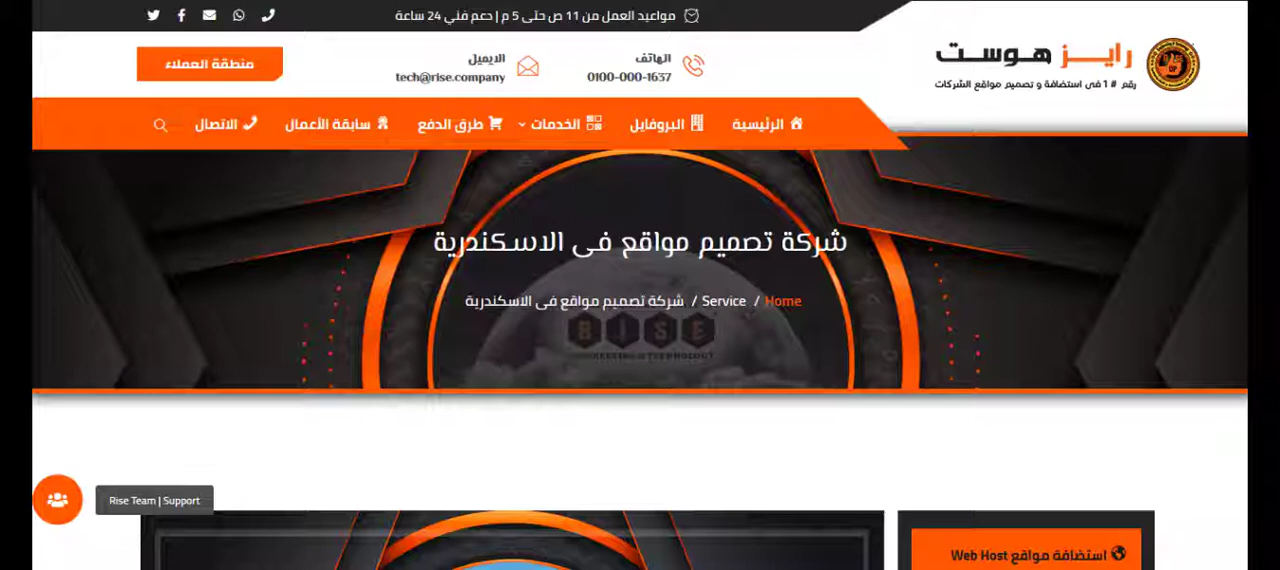 مواعيد العمل من 11 ص حتى 5 م | دعم فني 24 ساعة
رايـز هـوسـت
رقم # 1 فى استضافة و تصميم مواقع الشركات
الهاتف
0100-000-1637
الايميل
tech@rise.company
منطقة العملاء
الرئيسية
البروفايل
الخدمات
طرق الدفع
سابقة الأعمال
الاتصال
شركة تصميم مواقع فى الاسكندرية
Home / Service / شركة تصميم مواقع فى الاسكندرية
RISE
Rise Team | Support
استضافة مواقع Web Host